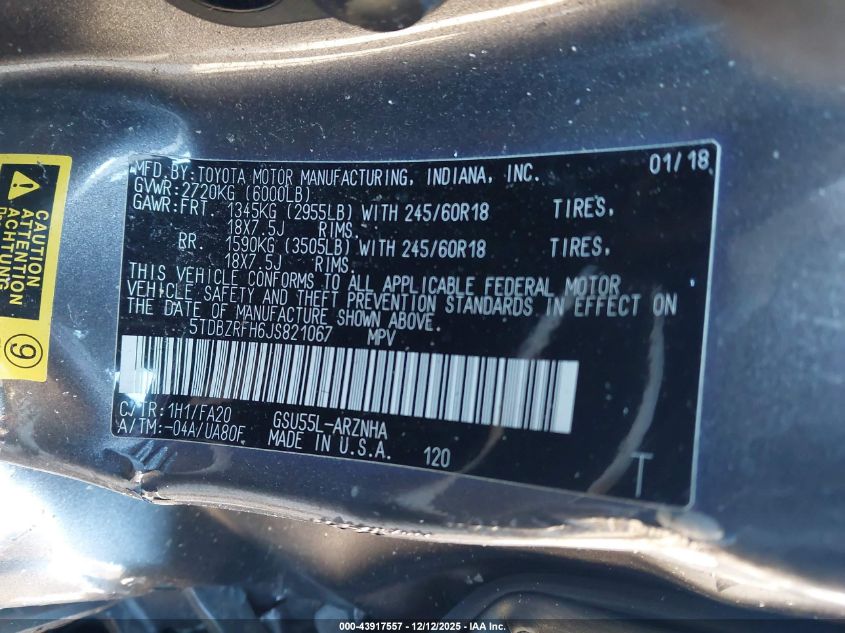 CAUTION
ATTENTION
ACHTUNG
9
MFD. BY:TOYOTA MOTOR MANUFACTURING, INDIANA, INC. 01/18
GVWR:2720KG (6000LB)
GAWR:FRT. 1345KG (2955LB) WITH 245/60R18 TIRES,
18X7.5J RIMS.
RR. 1590KG (3505LB) WITH 245/60R18 TIRES,
18X7.5J RIMS.
THIS VEHICLE CONFORMS TO ALL APPLICABLE FEDERAL MOTOR
VEHICLE SAFETY AND THEFT PREVENTION STANDARDS IN EFFECT ON
THE DATE OF MANUFACTURE SHOWN ABOVE.
5TDBZRFH6JS821067 MPV
C/TR:1H1/FA20 GSU55L-ARZNHA
A/TM:-04A/UA80F MADE IN U.S.A. 120
T
000-43917557 - 12/12/2025 - IAA Inc.